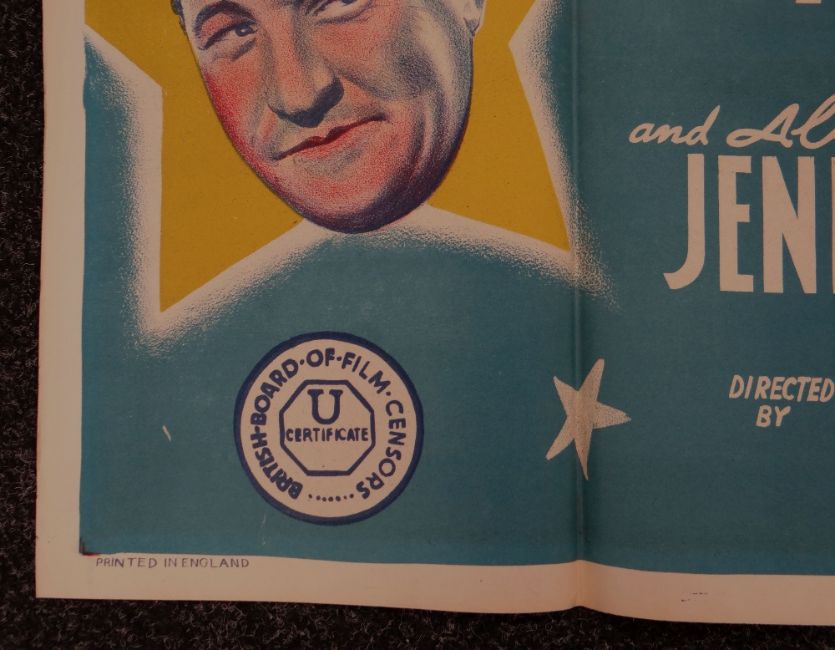 and Al
JEN
DIRECTED
BY
BRITISH·BOARD·OF·FILM·CENSORS
U
CERTIFICATE
PRINTED IN ENGLAND